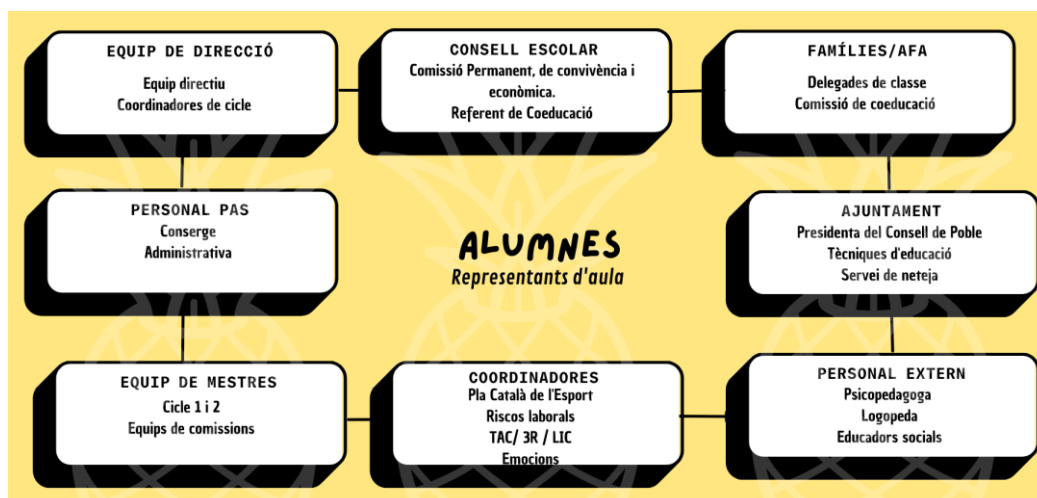 EQUIP DE DIRECCIÓ
Equip directiu
Coordinadores de cicle
CONSELL ESCOLAR
Comissió Permanent, de convivència i
econòmica.
Referent de Coeducació
FAMÍLIES/AFA
Delegades de classe
Comissió de coeducació
PERSONAL PAS
Conserge
Administrativa
ALUMNES
Representants d'aula
AJUNTAMENT
Presidenta del Consell de Poble
Tècniques d'educació
Servei de neteja
EQUIP DE MESTRES
Cicle 1 i 2
Equips de comissions
COORDINADORES
Pla Català de l'Esport
Riscos laborals
TAC/ 3R / LIC
Emocions
PERSONAL EXTERN
Psicopedagoga
Logopeda
Educadors socials